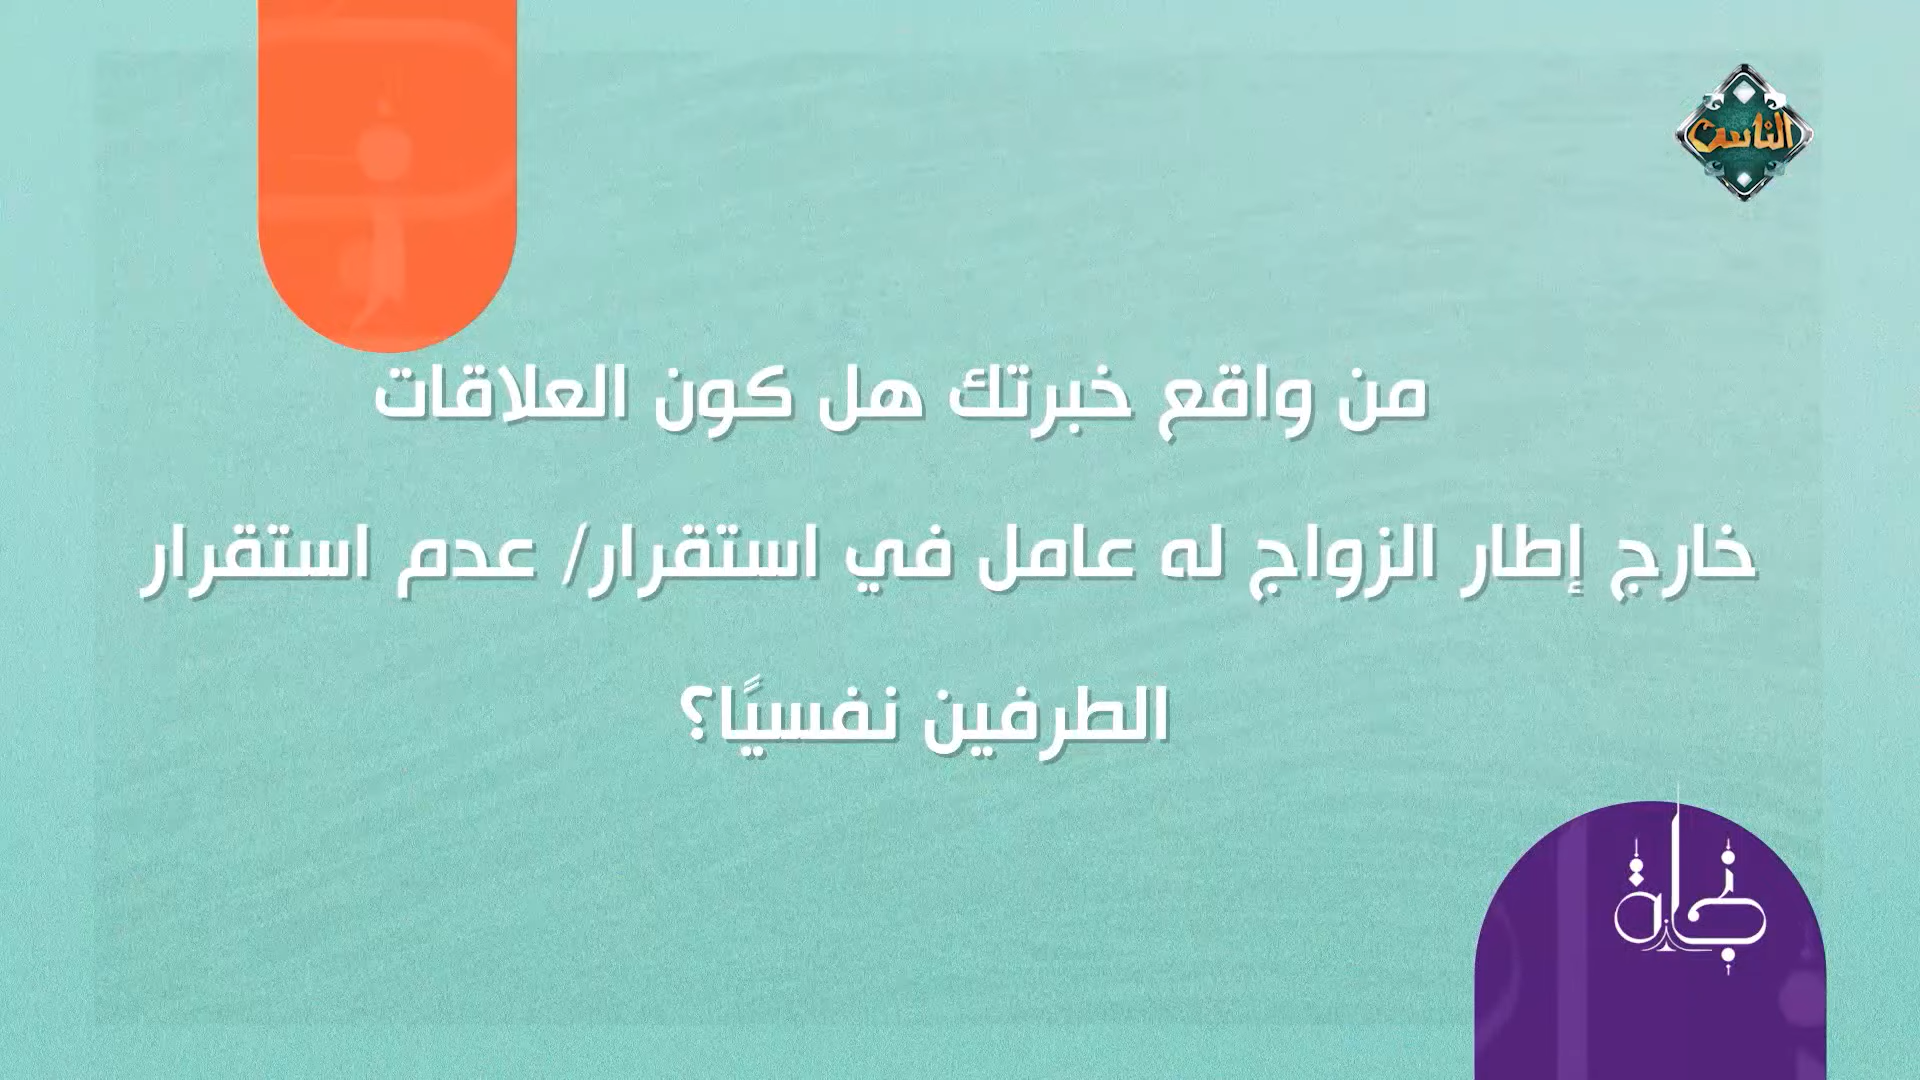 الناس
من واقع خبرتك هل كون العلاقات
خارج إطار الزواج له عامل في استقرار/ عدم استقرار
الطرفين نفسيًا؟
نجاة